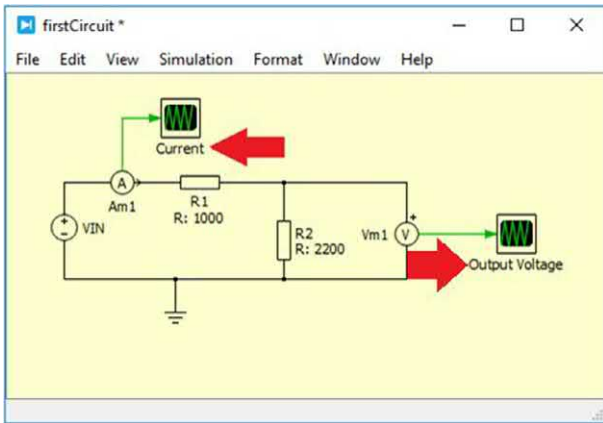 firstCircuit *
File Edit View Simulation Format Window Help
Current
A
Am1
R1
R: 1000
VIN
R2
R: 2200
Vm1
V
Output Voltage